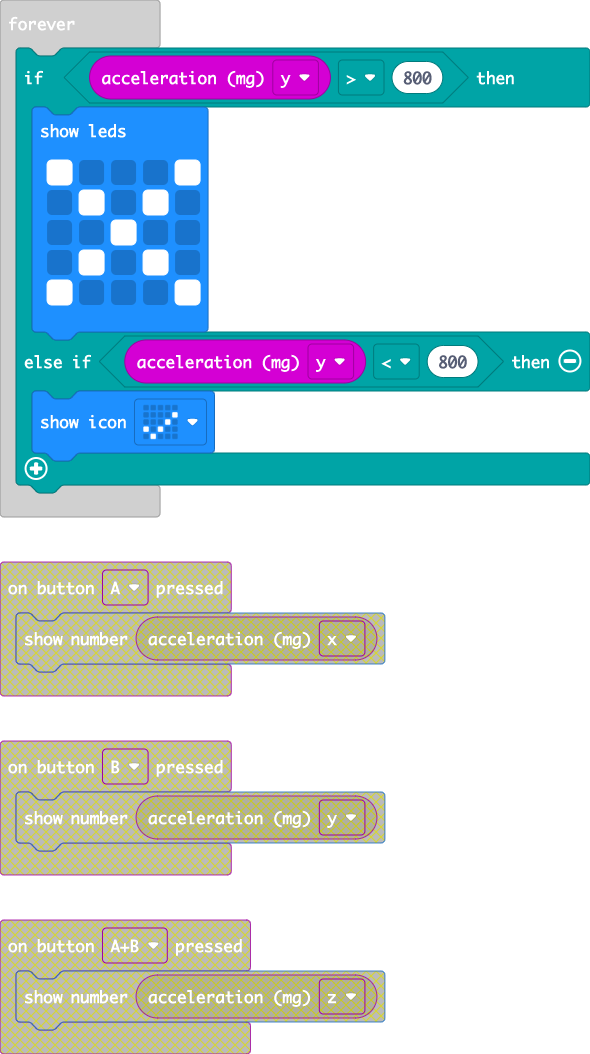 forever
if acceleration (mg) y > 800 then
show leds
else if acceleration (mg) y < 800 then
show icon
on button A pressed
show number acceleration (mg) x
on button B pressed
show number acceleration (mg) y
on button A+B pressed
show number acceleration (mg) z